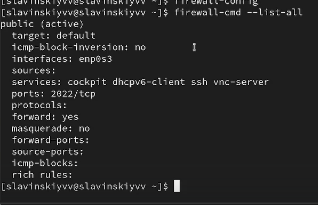 [slavinskiyvv@slavinskiyvv ~]$ firewall-config
[slavinskiyvv@slavinskiyvv ~]$ firewall-cmd --list-all
public (active)
  target: default
  icmp-block-inversion: no
  interfaces: enp0s3
  sources:
  services: cockpit dhcpv6-client ssh vnc-server
  ports: 2022/tcp
  protocols:
  forward: yes
  masquerade: no
  forward-ports:
  source-ports:
  icmp-blocks:
  rich rules:
[slavinskiyvv@slavinskiyvv ~]$